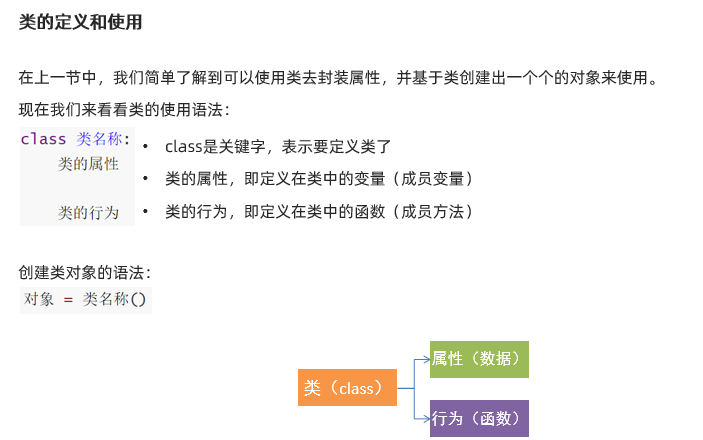 类的定义和使用
在上一节中，我们简单了解到可以使用类去封装属性，并基于类创建出一个个的对象来使用。
现在我们来看看类的使用语法：
class 类名称:
类的属性
类的行为
• class是关键字，表示要定义类了
• 类的属性，即定义在类中的变量（成员变量）
• 类的行为，即定义在类中的函数（成员方法）
创建类对象的语法：
对象 = 类名称()
类（class）
属性（数据）
行为（函数）